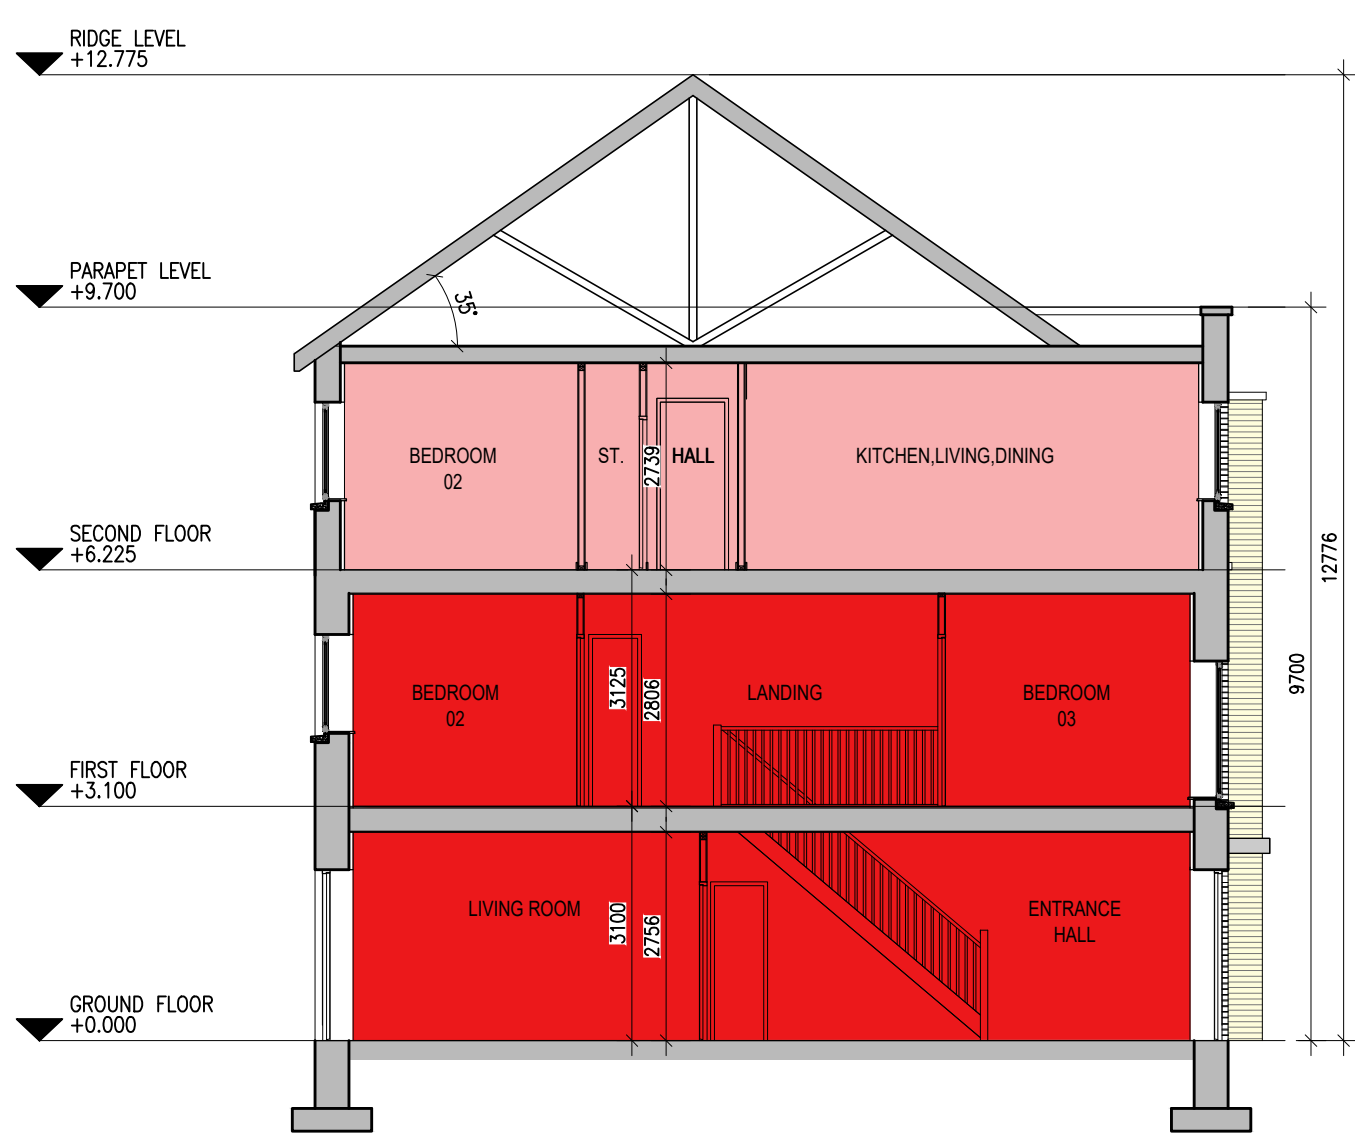 RIDGE LEVEL
+12.775
PARAPET LEVEL
+9.700
35°
BEDROOM
02
ST.
2739
HALL
KITCHEN,LIVING,DINING
SECOND FLOOR
+6.225
12776
9700
BEDROOM
02
3125
2806
LANDING
BEDROOM
03
FIRST FLOOR
+3.100
LIVING ROOM
3100
2756
ENTRANCE
HALL
GROUND FLOOR
+0.000